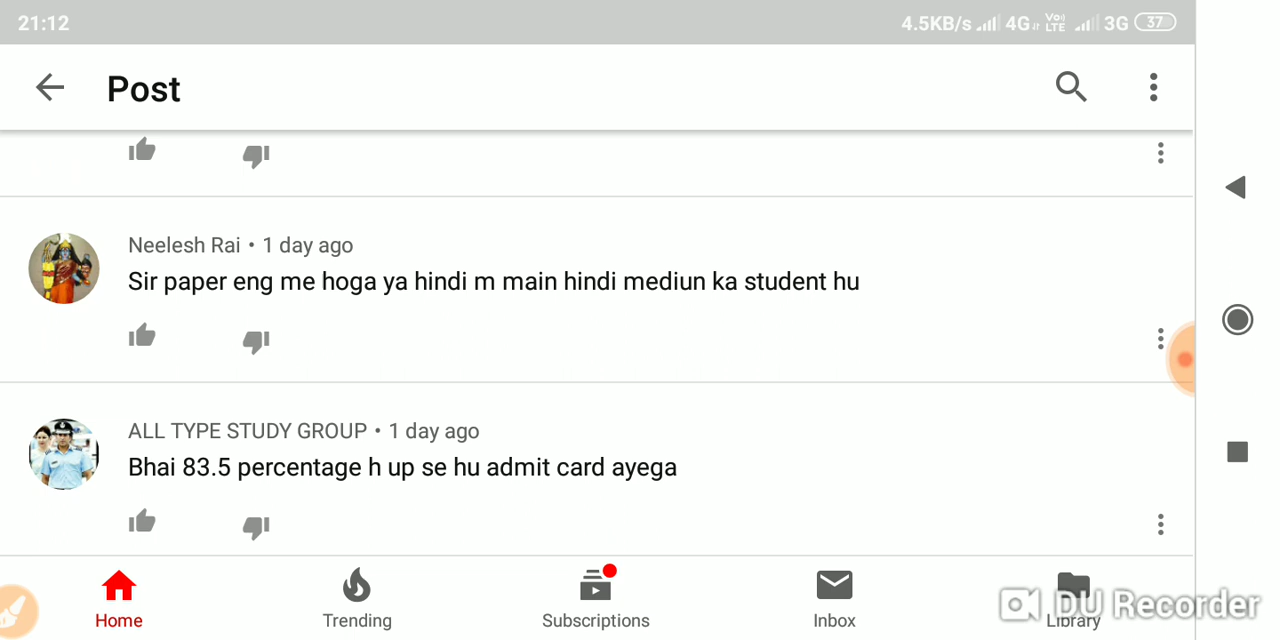 21:12 4.5KB/s 4G Vo) LTE 3G 37
Post
Neelesh Rai • 1 day ago
Sir paper eng me hoga ya hindi m main hindi mediun ka student hu
ALL TYPE STUDY GROUP • 1 day ago
Bhai 83.5 percentage h up se hu admit card ayega
Home Trending Subscriptions Inbox Library
DU Recorder